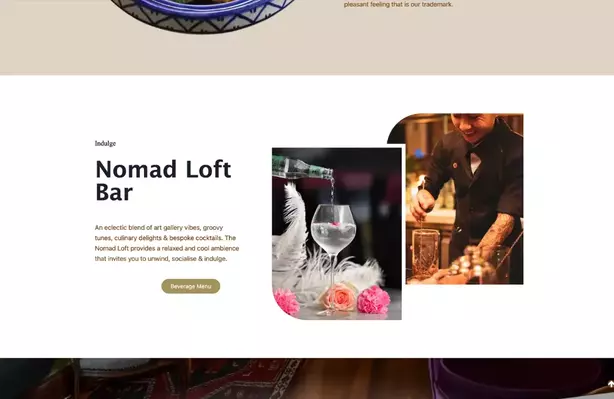 pleasant feeling that is our trademark.
Indulge
Nomad Loft
Bar
An eclectic blend of art gallery vibes, groovy
tunes, culinary delights & bespoke cocktails. The
Nomad Loft provides a relaxed and cool ambience
that invites you to unwind, socialise & indulge.
Beverage Menu